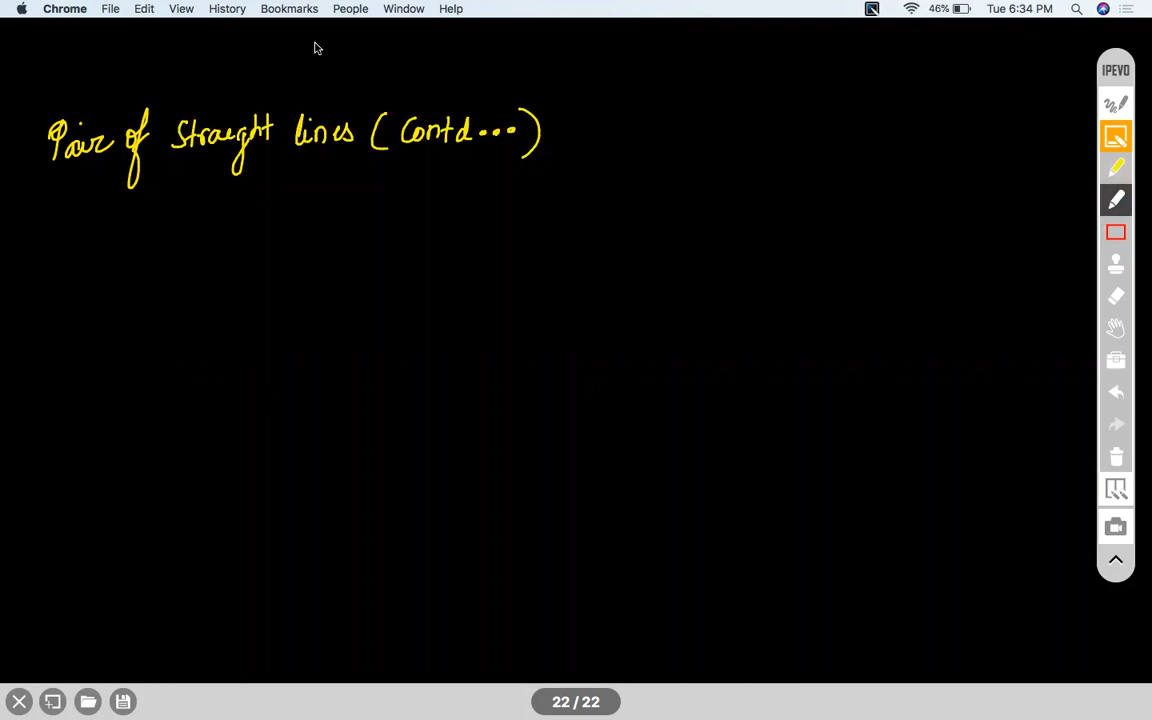 Chrome File Edit View History Bookmarks People Window Help 46% Tue 6:34 PM
IPEVO
Pair of Straight lines (Contd...)
22 / 22